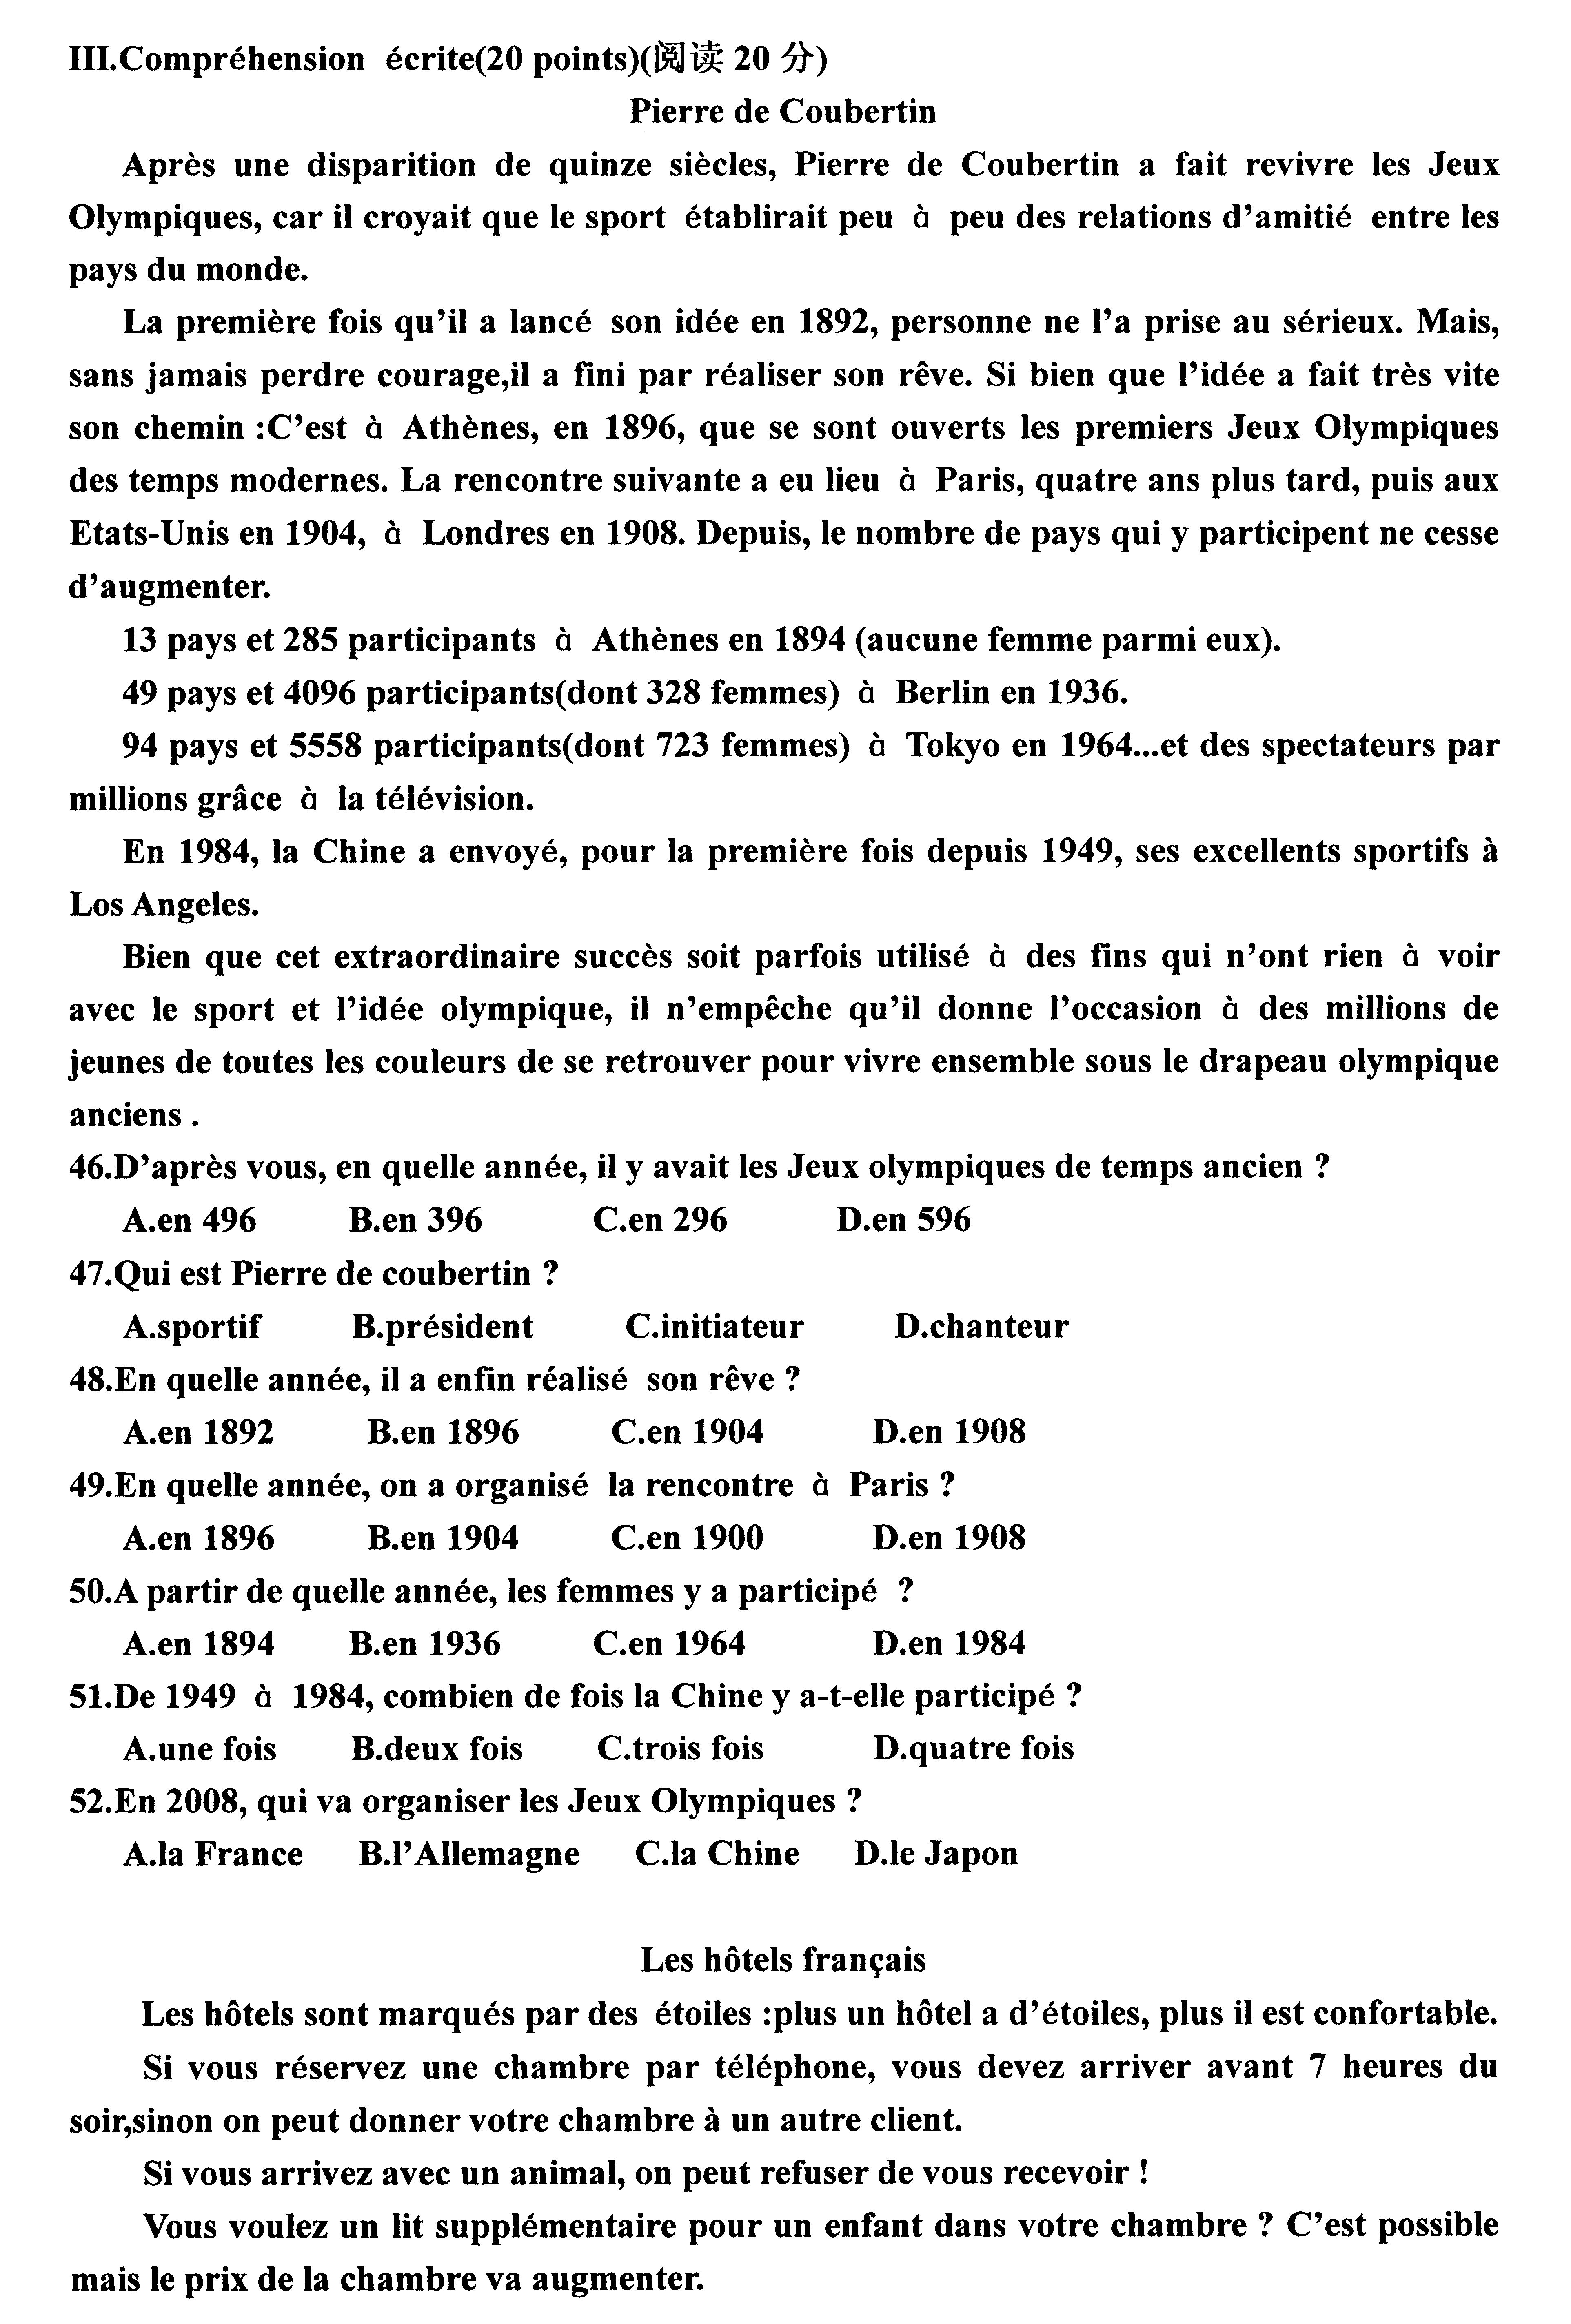 III.Compréhension écrite(20 points)(阅读 20 分)
Pierre de Coubertin
Après une disparition de quinze siècles, Pierre de Coubertin a fait revivre les Jeux
Olympiques, car il croyait que le sport établirait peu à peu des relations d'amitié entre les
pays du monde.
La première fois qu'il a lancé son idée en 1892, personne ne l'a prise au sérieux. Mais,
sans jamais perdre courage,il a fini par réaliser son rêve. Si bien que l'idée a fait très vite
son chemin :C'est à Athènes, en 1896, que se sont ouverts les premiers Jeux Olympiques
des temps modernes. La rencontre suivante a eu lieu à Paris, quatre ans plus tard, puis aux
Etats-Unis en 1904, à Londres en 1908. Depuis, le nombre de pays qui y participent ne cesse
d'augmenter.
13 pays et 285 participants à Athènes en 1894 (aucune femme parmi eux).
49 pays et 4096 participants(dont 328 femmes) à Berlin en 1936.
94 pays et 5558 participants(dont 723 femmes) à Tokyo en 1964...et des spectateurs par
millions grâce à la télévision.
En 1984, la Chine a envoyé, pour la première fois depuis 1949, ses excellents sportifs à
Los Angeles.
Bien que cet extraordinaire succès soit parfois utilisé à des fins qui n'ont rien à voir
avec le sport et l'idée olympique, il n'empêche qu'il donne l'occasion à des millions de
jeunes de toutes les couleurs de se retrouver pour vivre ensemble sous le drapeau olympique
anciens .
46.D'après vous, en quelle année, il y avait les Jeux olympiques de temps ancien ?
A.en 496 B.en 396 C.en 296 D.en 596
47.Qui est Pierre de coubertin ?
A.sportif B.président C.initiateur D.chanteur
48.En quelle année, il a enfin réalisé son rêve ?
A.en 1892 B.en 1896 C.en 1904 D.en 1908
49.En quelle année, on a organisé la rencontre à Paris ?
A.en 1896 B.en 1904 C.en 1900 D.en 1908
50.A partir de quelle année, les femmes y a participé ?
A.en 1894 B.en 1936 C.en 1964 D.en 1984
51.De 1949 à 1984, combien de fois la Chine y a-t-elle participé ?
A.une fois B.deux fois C.trois fois D.quatre fois
52.En 2008, qui va organiser les Jeux Olympiques ?
A.la France B.l'Allemagne C.la Chine D.le Japon
Les hôtels français
Les hôtels sont marqués par des étoiles :plus un hôtel a d'étoiles, plus il est confortable.
Si vous réservez une chambre par téléphone, vous devez arriver avant 7 heures du
soir,sinon on peut donner votre chambre à un autre client.
Si vous arrivez avec un animal, on peut refuser de vous recevoir !
Vous voulez un lit supplémentaire pour un enfant dans votre chambre ? C'est possible
mais le prix de la chambre va augmenter.